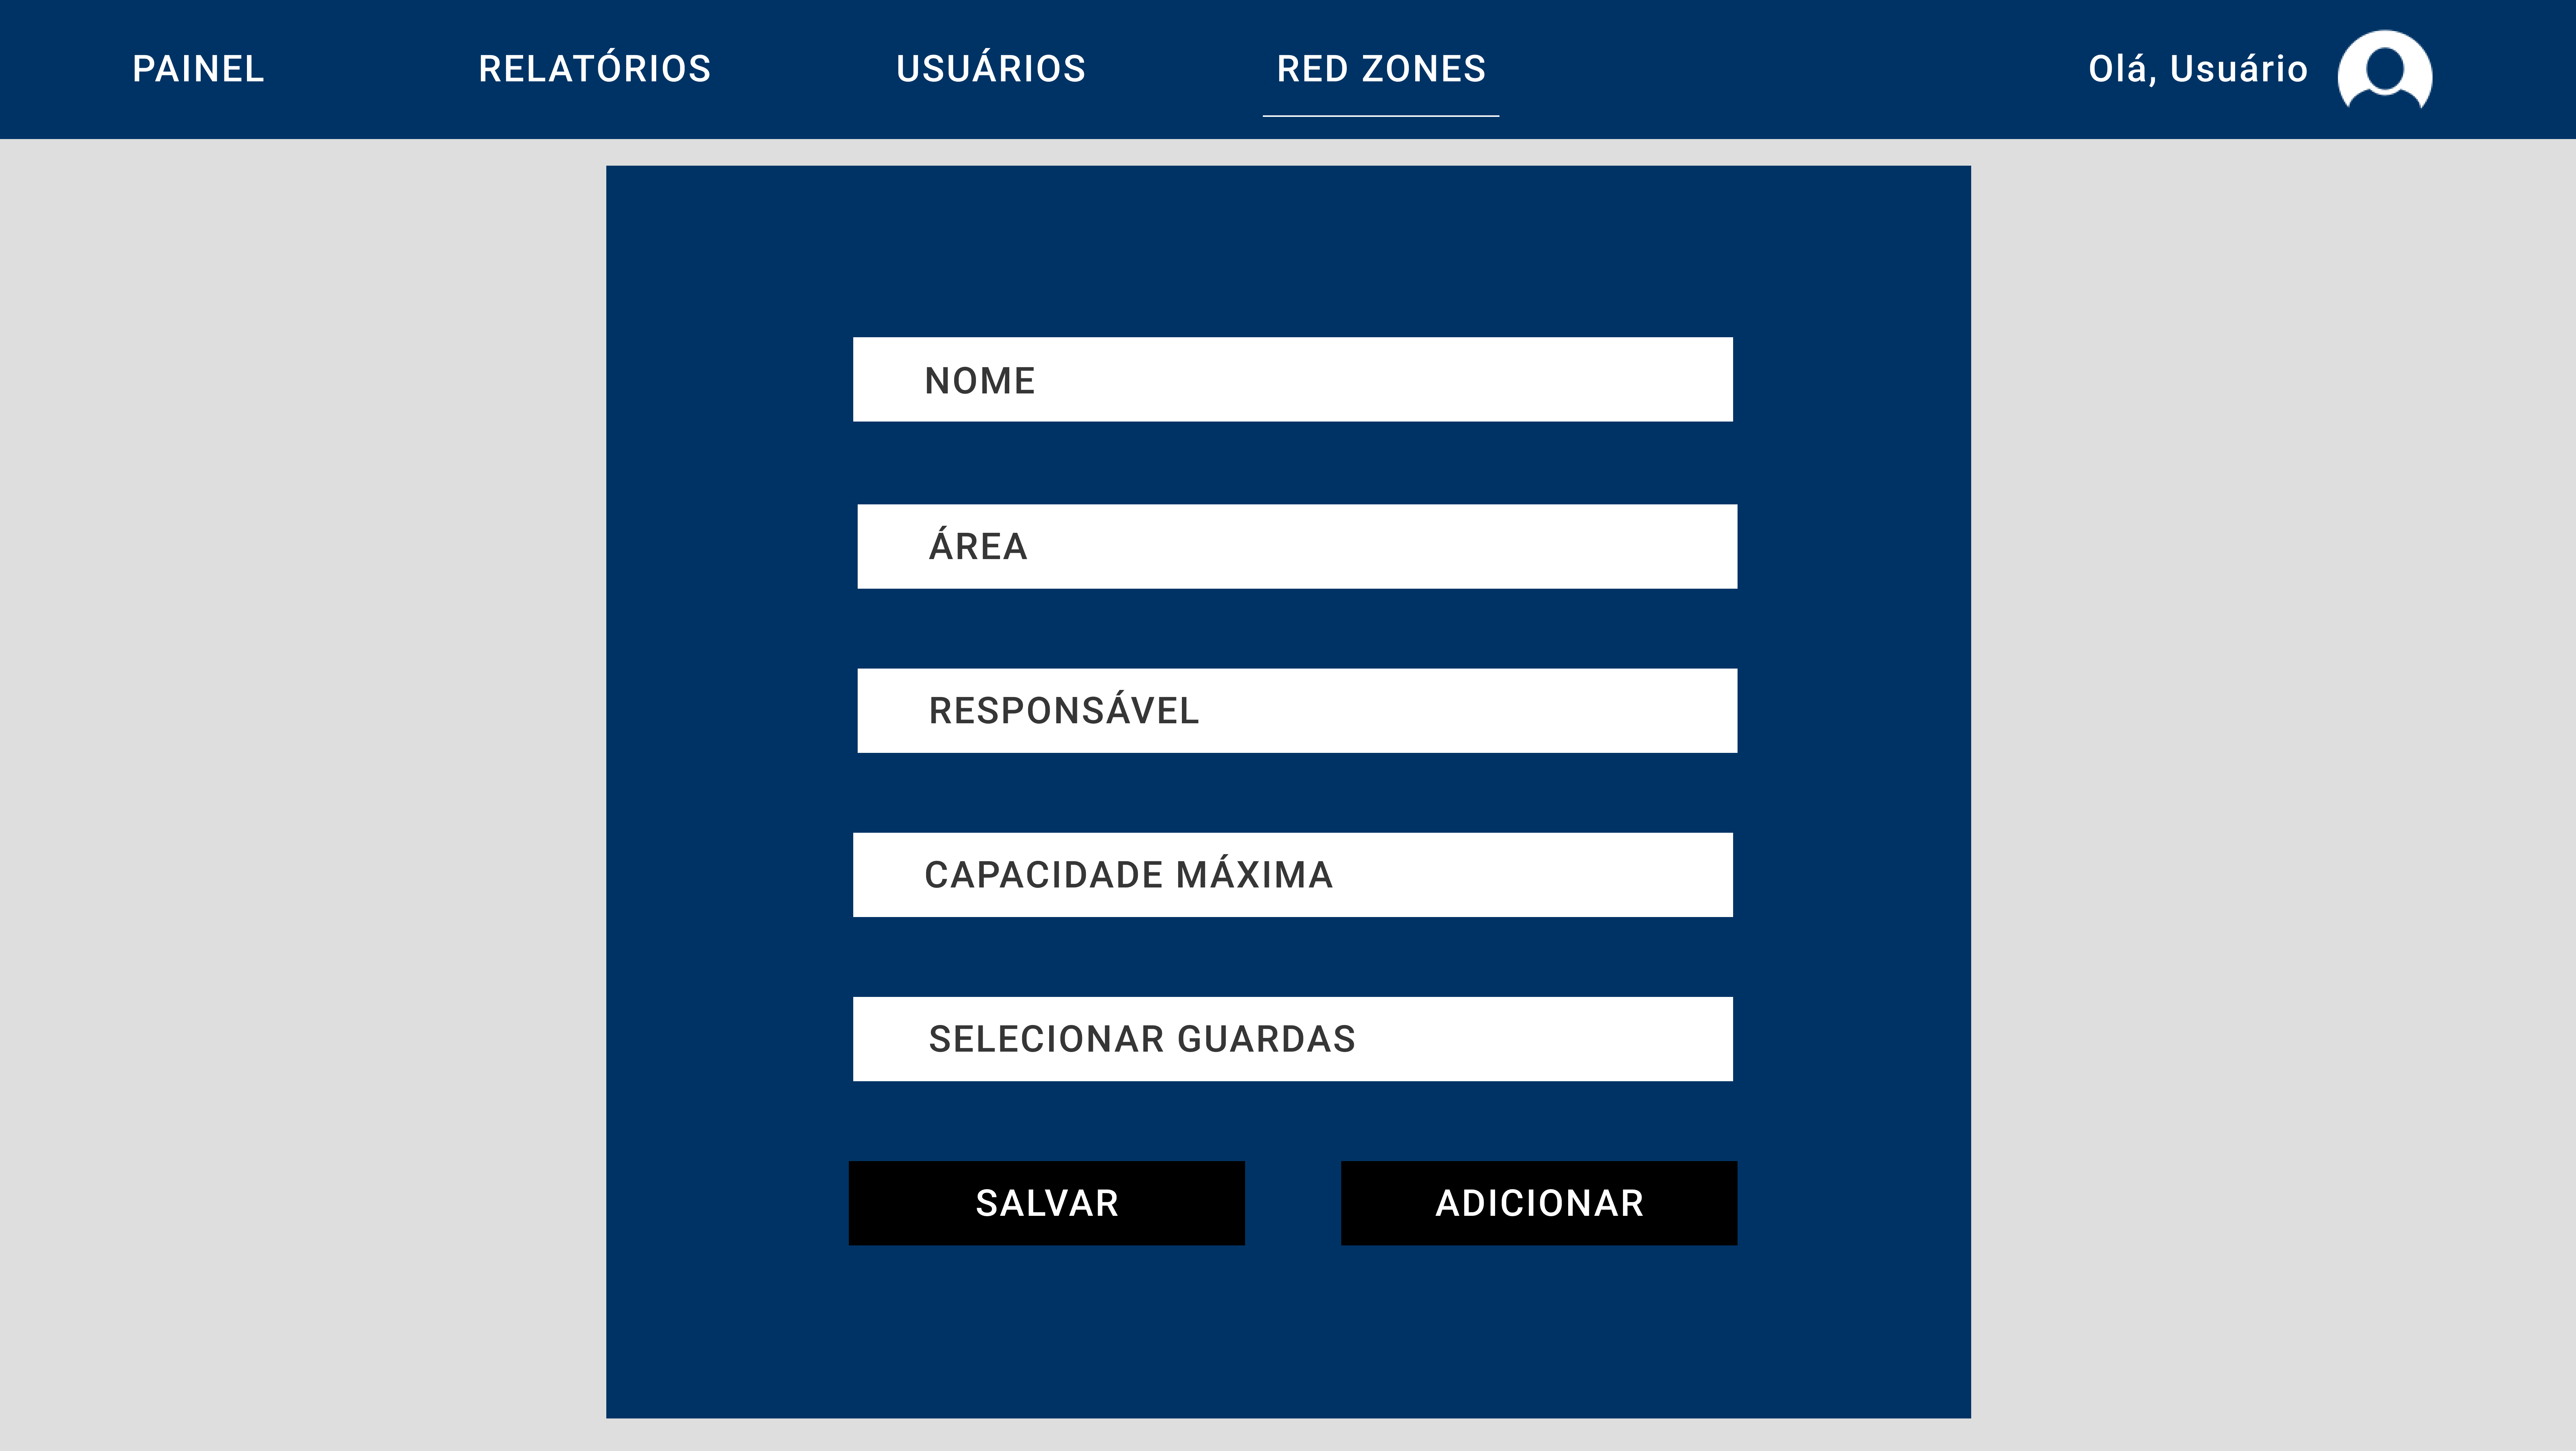 PAINEL RELATÓRIOS USUÁRIOS RED ZONES Olá, Usuário
NOME
ÁREA
RESPONSÁVEL
CAPACIDADE MÁXIMA
SELECIONAR GUARDAS
SALVAR ADICIONAR